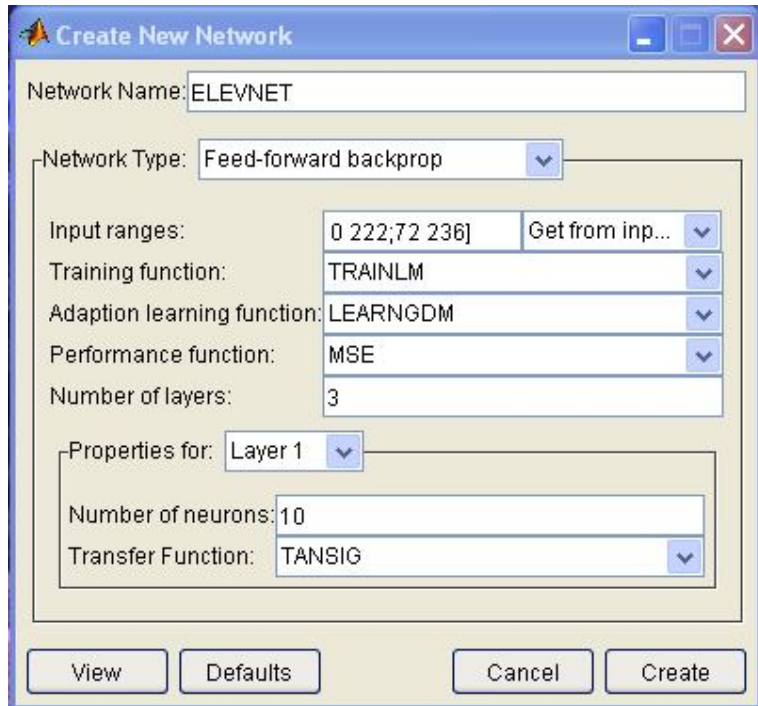 Create New Network
Network Name: ELEVNET
Network Type: Feed-forward backprop
Input ranges: 0 222;72 236] Get from inp...
Training function: TRAINLM
Adaption learning function: LEARNGDM
Performance function: MSE
Number of layers: 3
Properties for: Layer 1
Number of neurons: 10
Transfer Function: TANSIG
View Defaults Cancel Create